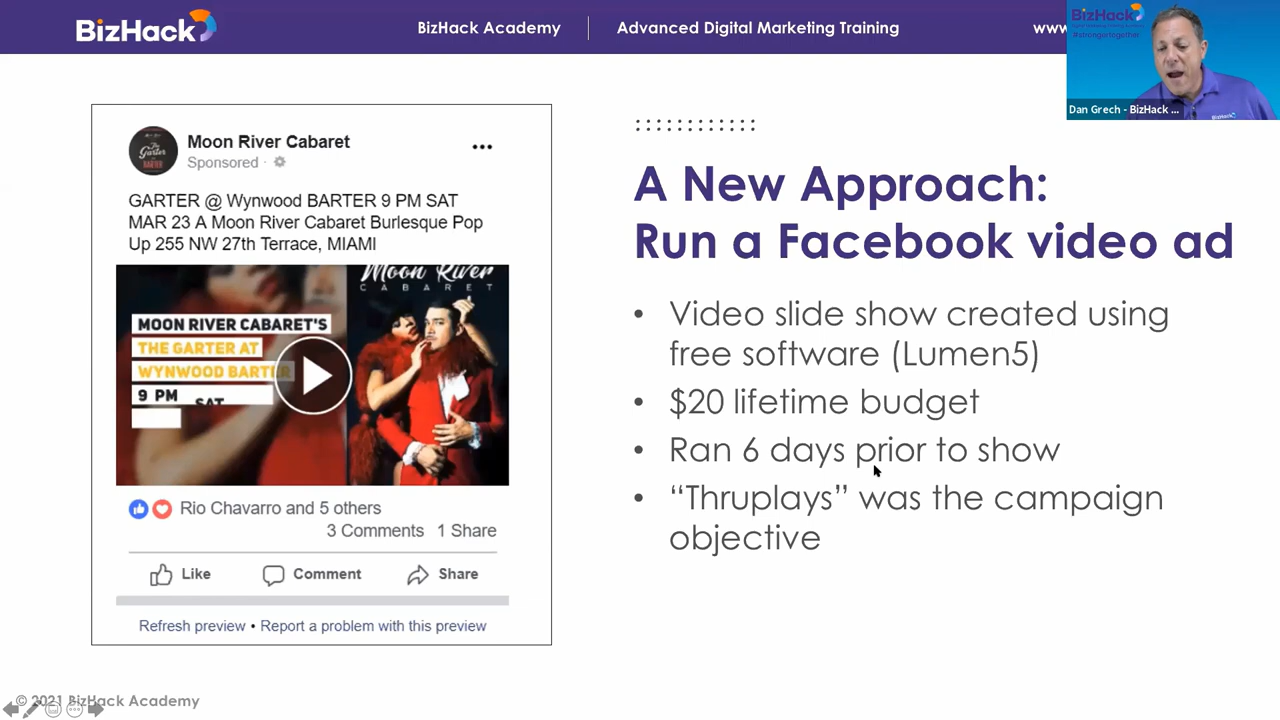 BizHack
BizHack Academy
Advanced Digital Marketing Training
www
BizHack
#strongertogether
BizHack
Dan Grech - BizHack ...
Moon River Cabaret
Sponsored
GARTER @ Wynwood BARTER 9 PM SAT
MAR 23 A Moon River Cabaret Burlesque Pop
Up 255 NW 27th Terrace, MIAMI
The
Garter
BARTER
Moon River
CABARET
MOON RIVER CABARET'S
THE GARTER AT
WYNWOOD BARTER
9 PM SAT
Rio Chavarro and 5 others
3 Comments 1 Share
Like Comment Share
Refresh preview • Report a problem with this preview
A New Approach:
Run a Facebook video ad
• Video slide show created using
free software (Lumen5)
• $20 lifetime budget
• Ran 6 days prior to show
• “Thruplays” was the campaign
objective
© 2021 BizHack Academy